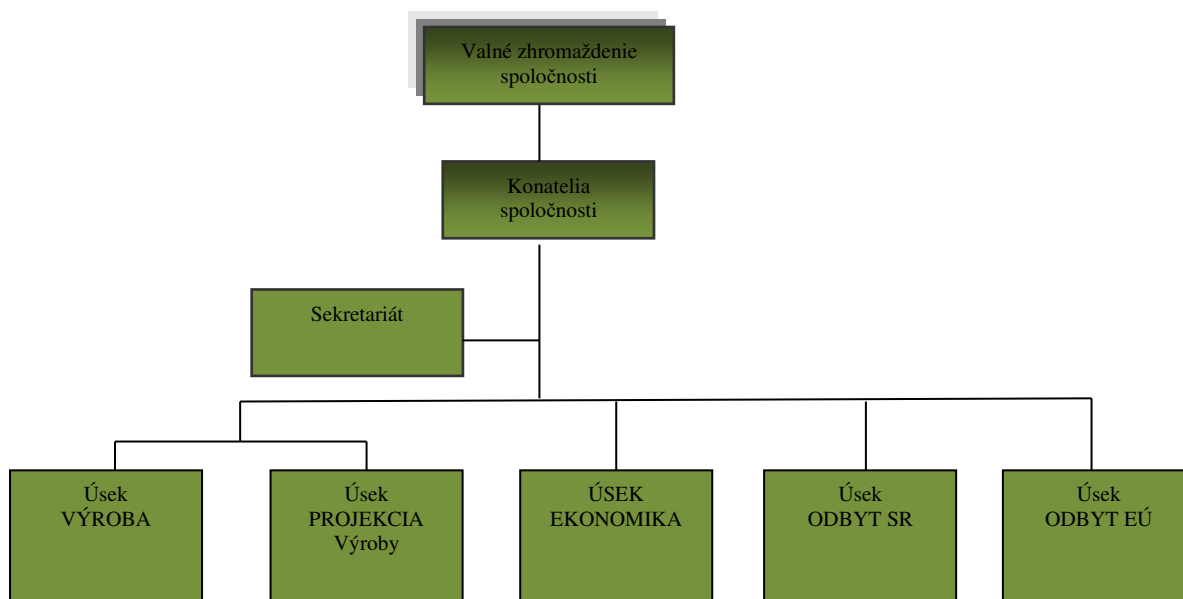 Valné zhromaždenie
spoločnosti
Konatelia
spoločnosti
Sekretariát
Úsek
VÝROBA
Úsek
PROJEKCIA
Výroby
ÚSEK
EKONOMIKA
Úsek
ODBYT SR
Úsek
ODBYT EÚ